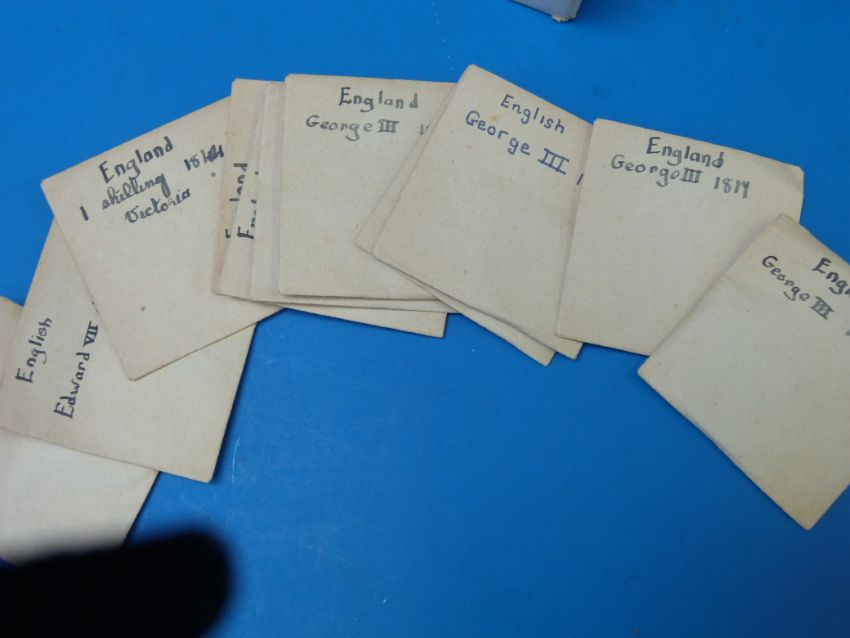 England
1 shilling
Victoria
English
Edward VII
England
England
George III
English
George III
England
George III 1817
George III